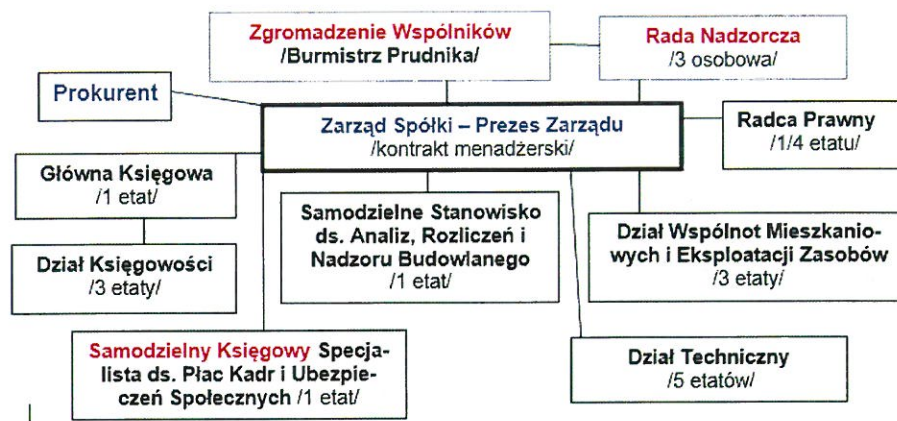 Zgromadzenie Wspólników
/Burmistrz Prudnika/
Rada Nadzorcza
/3 osobowa/
Prokurent
Zarząd Spółki – Prezes Zarządu
/kontrakt menadżerski/
Radca Prawny
/1/4 etatu/
Główna Księgowa
/1 etat/
Samodzielne Stanowisko
ds. Analiz, Rozliczeń i
Nadzoru Budowlanego
/1 etat/
Dział Wspólnot Mieszkanio-
wych i Eksploatacji Zasobów
/3 etaty/
Dział Księgowości
/3 etaty/
Samodzielny Księgowy Specja-
lista ds. Płac Kadr i Ubezpie-
czeń Społecznych /1 etat/
Dział Techniczny
/5 etatów/